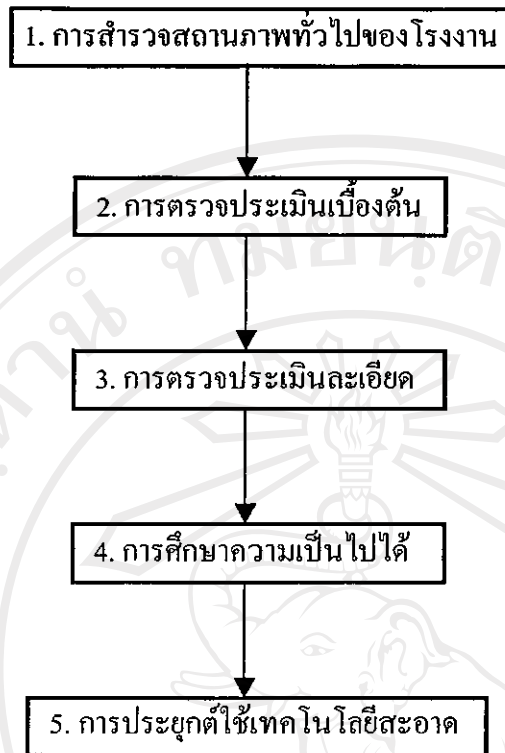 1. การสำรวจสถานภาพทั่วไปของโรงงาน
2. การตรวจประเมินเบื้องต้น
3. การตรวจประเมินละเอียด
4. การศึกษาความเป็นไปได้
5. การประยุกต์ใช้เทคโนโลยีสะอาด